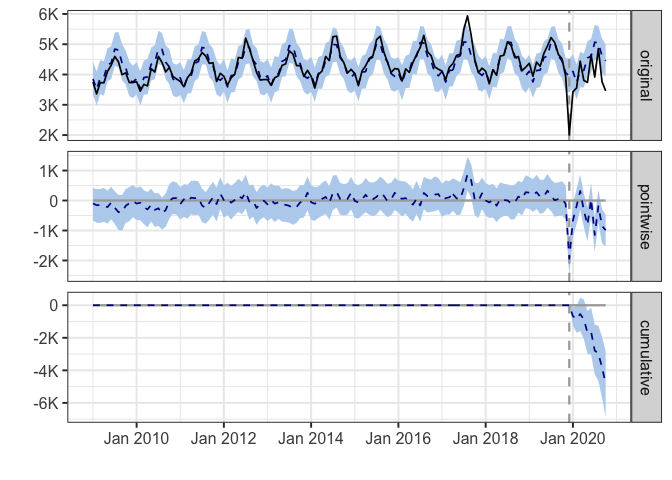 6K
5K
4K
3K
2K
original
1K
0
-1K
-2K
pointwise
0
-2K
-4K
-6K
cumulative
Jan 2010 Jan 2012 Jan 2014 Jan 2016 Jan 2018 Jan 2020